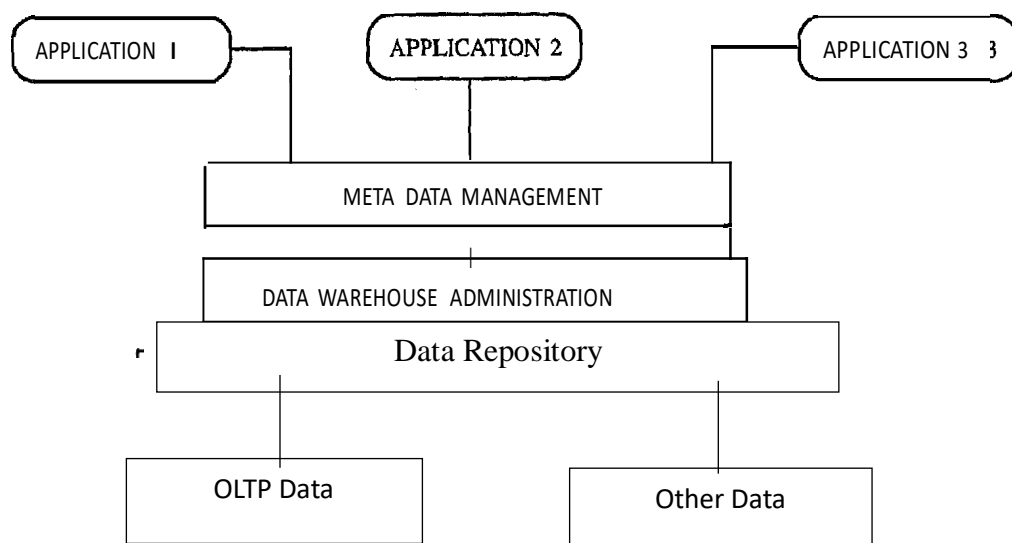 APPLICATION I
APPLICATION 2
APPLICATION 3 3
META DATA MANAGEMENT
DATA WAREHOUSE ADMINISTRATION
Data Repository
OLTP Data
Other Data